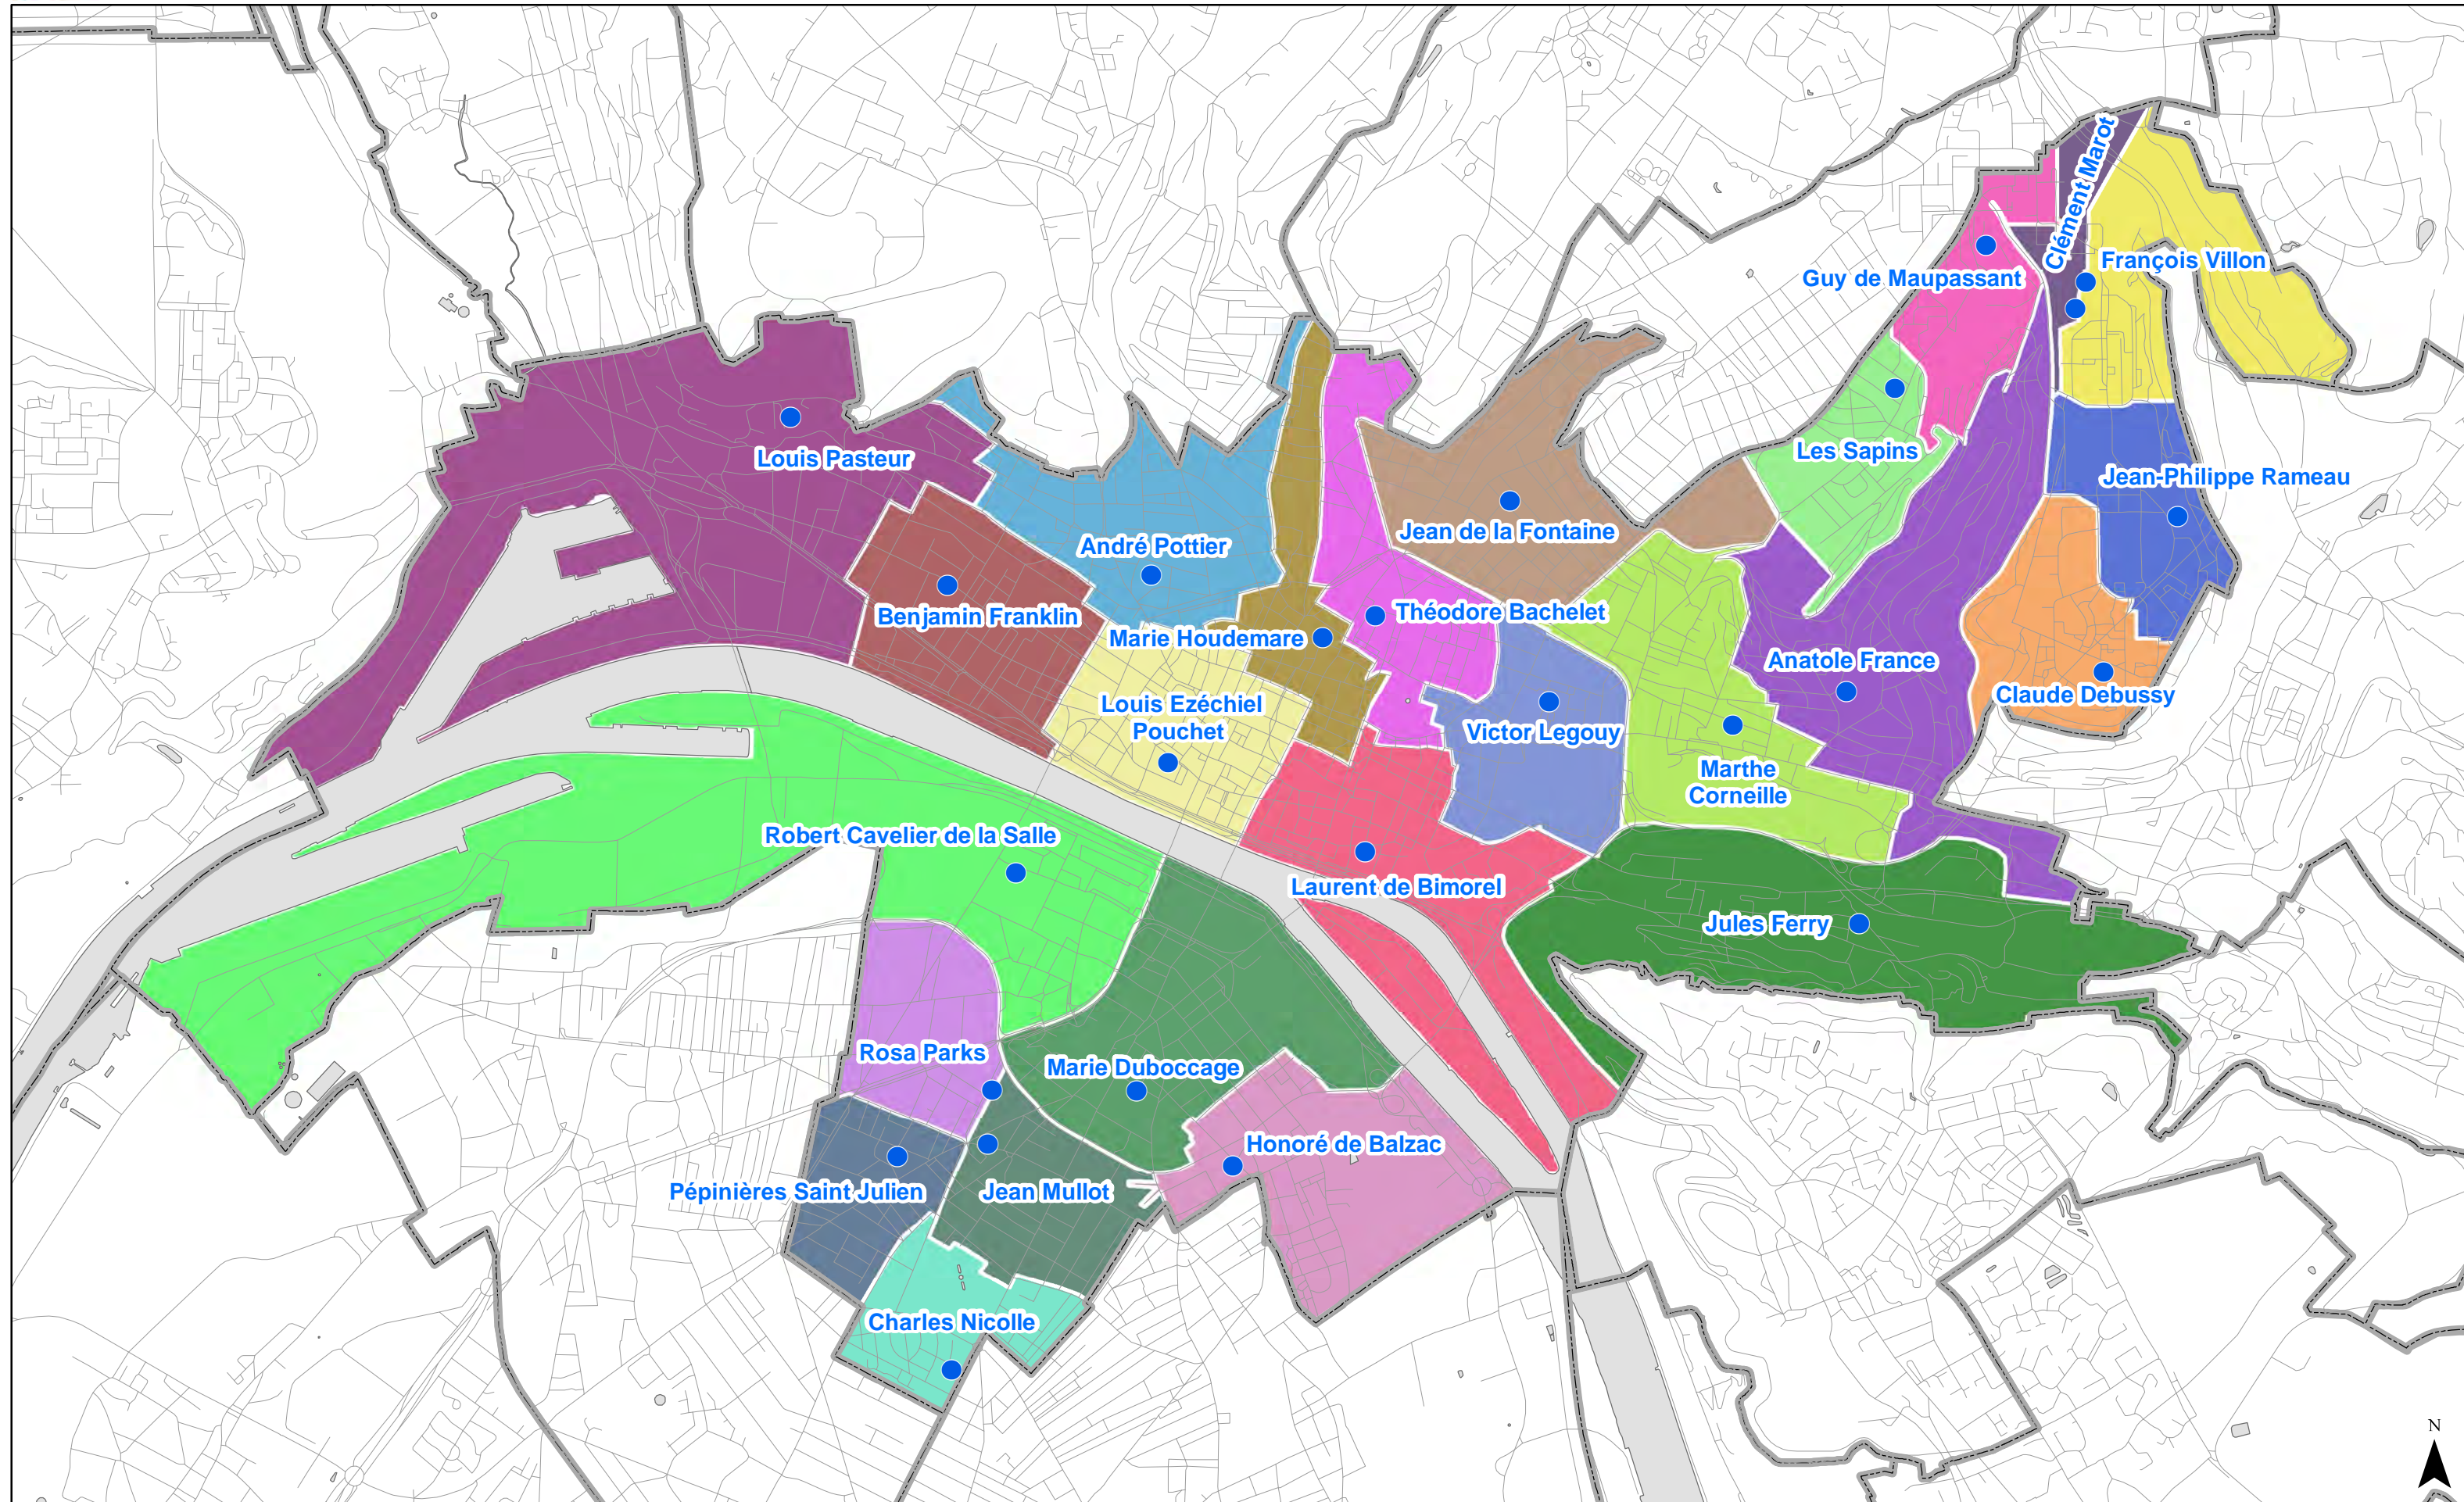 Clément Marot
François Villon
Guy de Maupassant
Louis Pasteur
Les Sapins
Jean-Philippe Rameau
Jean de la Fontaine
André Pottier
Benjamin Franklin
Théodore Bachelet
Marie Houdemare
Anatole France
Claude Debussy
Louis Ezéchiel
Pouchet
Victor Legouy
Marthe
Corneille
Robert Cavelier de la Salle
Laurent de Bimorel
Jules Ferry
Rosa Parks
Marie Duboccage
Honoré de Balzac
Pépinières Saint Julien
Jean Mullot
Charles Nicolle
N